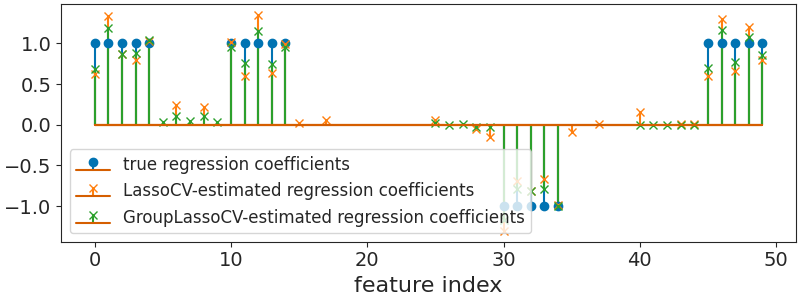 1.0
0.5
0.0
−0.5
−1.0
true regression coefficients
LassoCV-estimated regression coefficients
GroupLassoCV-estimated regression coefficients
0 10 20 30 40 50
feature index